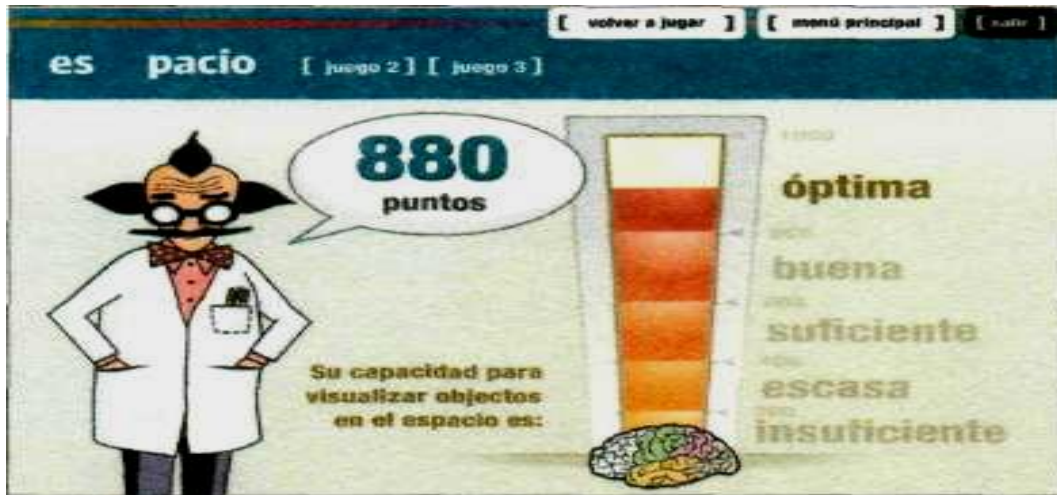 [ volver a jugar ] [ menú principal ] [ salir ]
es pacio [ juego 2 ] [ juego 3 ]
880
puntos
óptima
buena
suficiente
escasa
insuficiente
Su capacidad para
visualizar objectos
en el espacio es: